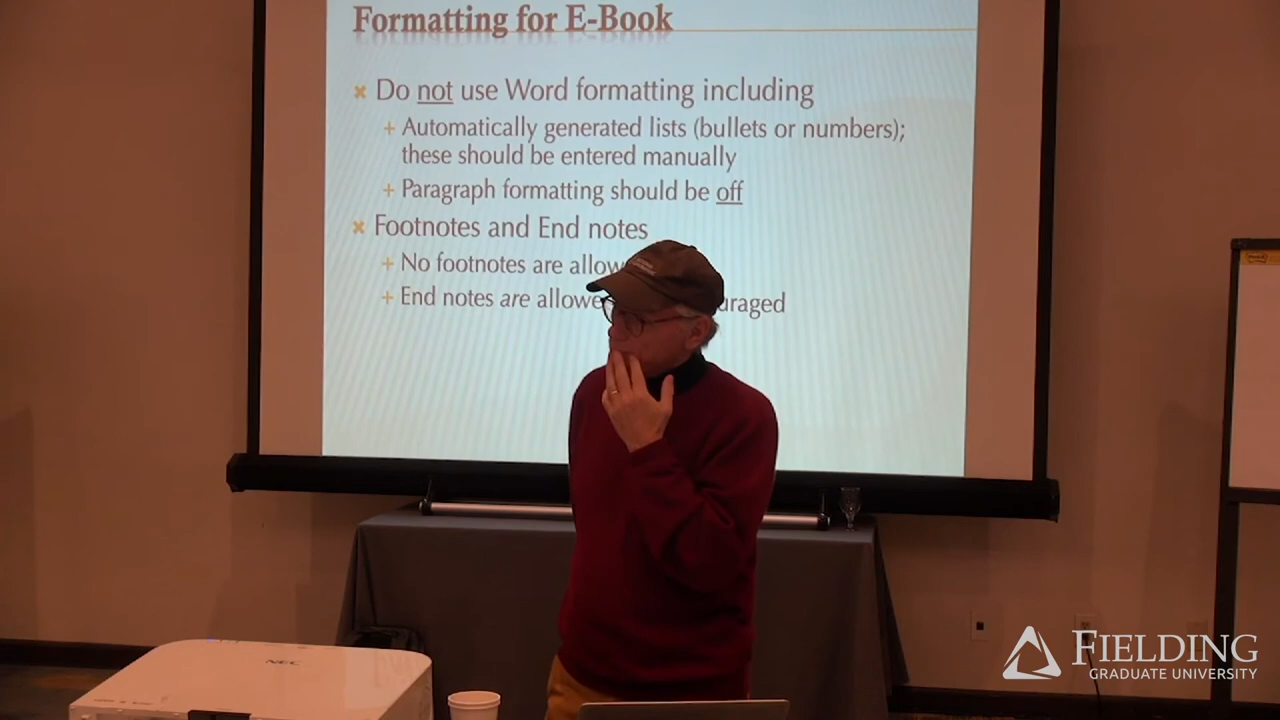 Formatting for E-Book
Do not use Word formatting including
Automatically generated lists (bullets or numbers);
these should be entered manually
Paragraph formatting should be off
Footnotes and End notes
No footnotes are
End notes are
NEC
FIELDING
GRADUATE UNIVERSITY